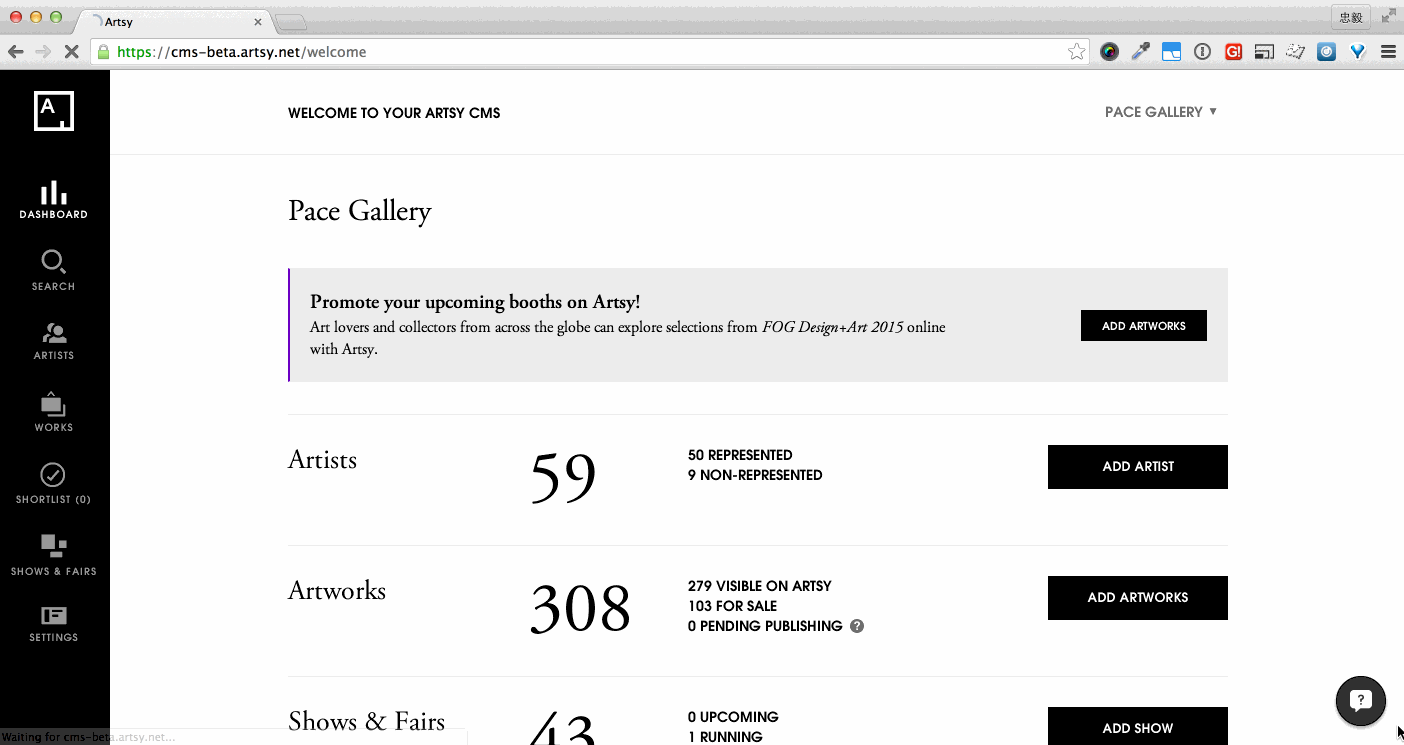 Artsy
忠毅
https://cms-beta.artsy.net/welcome
A
WELCOME TO YOUR ARTSY CMS
PACE GALLERY ▼
DASHBOARD
SEARCH
ARTISTS
WORKS
SHORTLIST (0)
SHOWS & FAIRS
SETTINGS
Pace Gallery
Promote your upcoming booths on Artsy!
Art lovers and collectors from across the globe can explore selections from FOG Design+Art 2015 online
with Artsy.
ADD ARTWORKS
Artists
59
50 REPRESENTED
9 NON-REPRESENTED
ADD ARTIST
Artworks
308
279 VISIBLE ON ARTSY
103 FOR SALE
0 PENDING PUBLISHING ?
ADD ARTWORKS
Shows & Fairs
43
0 UPCOMING
1 RUNNING
ADD SHOW
?
Waiting for cms-beta.artsy.net...